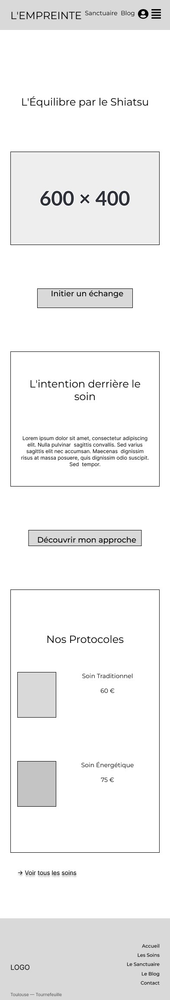 L'EMPREINTE Sanctuaire Blog
L'Équilibre par le Shiatsu
600 × 400
Initier un échange
L'intention derrière le
soin
Lorem ipsum dolor sit amet, consectetur adipiscing
elit. Nulla pulvinar sagittis convallis. Sed varius
sagittis elit nec accumsan. Maecenas dignissim
risus at massa posuere, quis dignissim odio suscipit.
Sed tempor.
Découvrir mon approche
Nos Protocoles
Soin Traditionnel
60 €
Soin Énergétique
75 €
→ Voir tous les soins
Accueil
Les Soins
Le Sanctuaire
LOGO
Le Blog
Contact
Toulouse — Tournefeuille